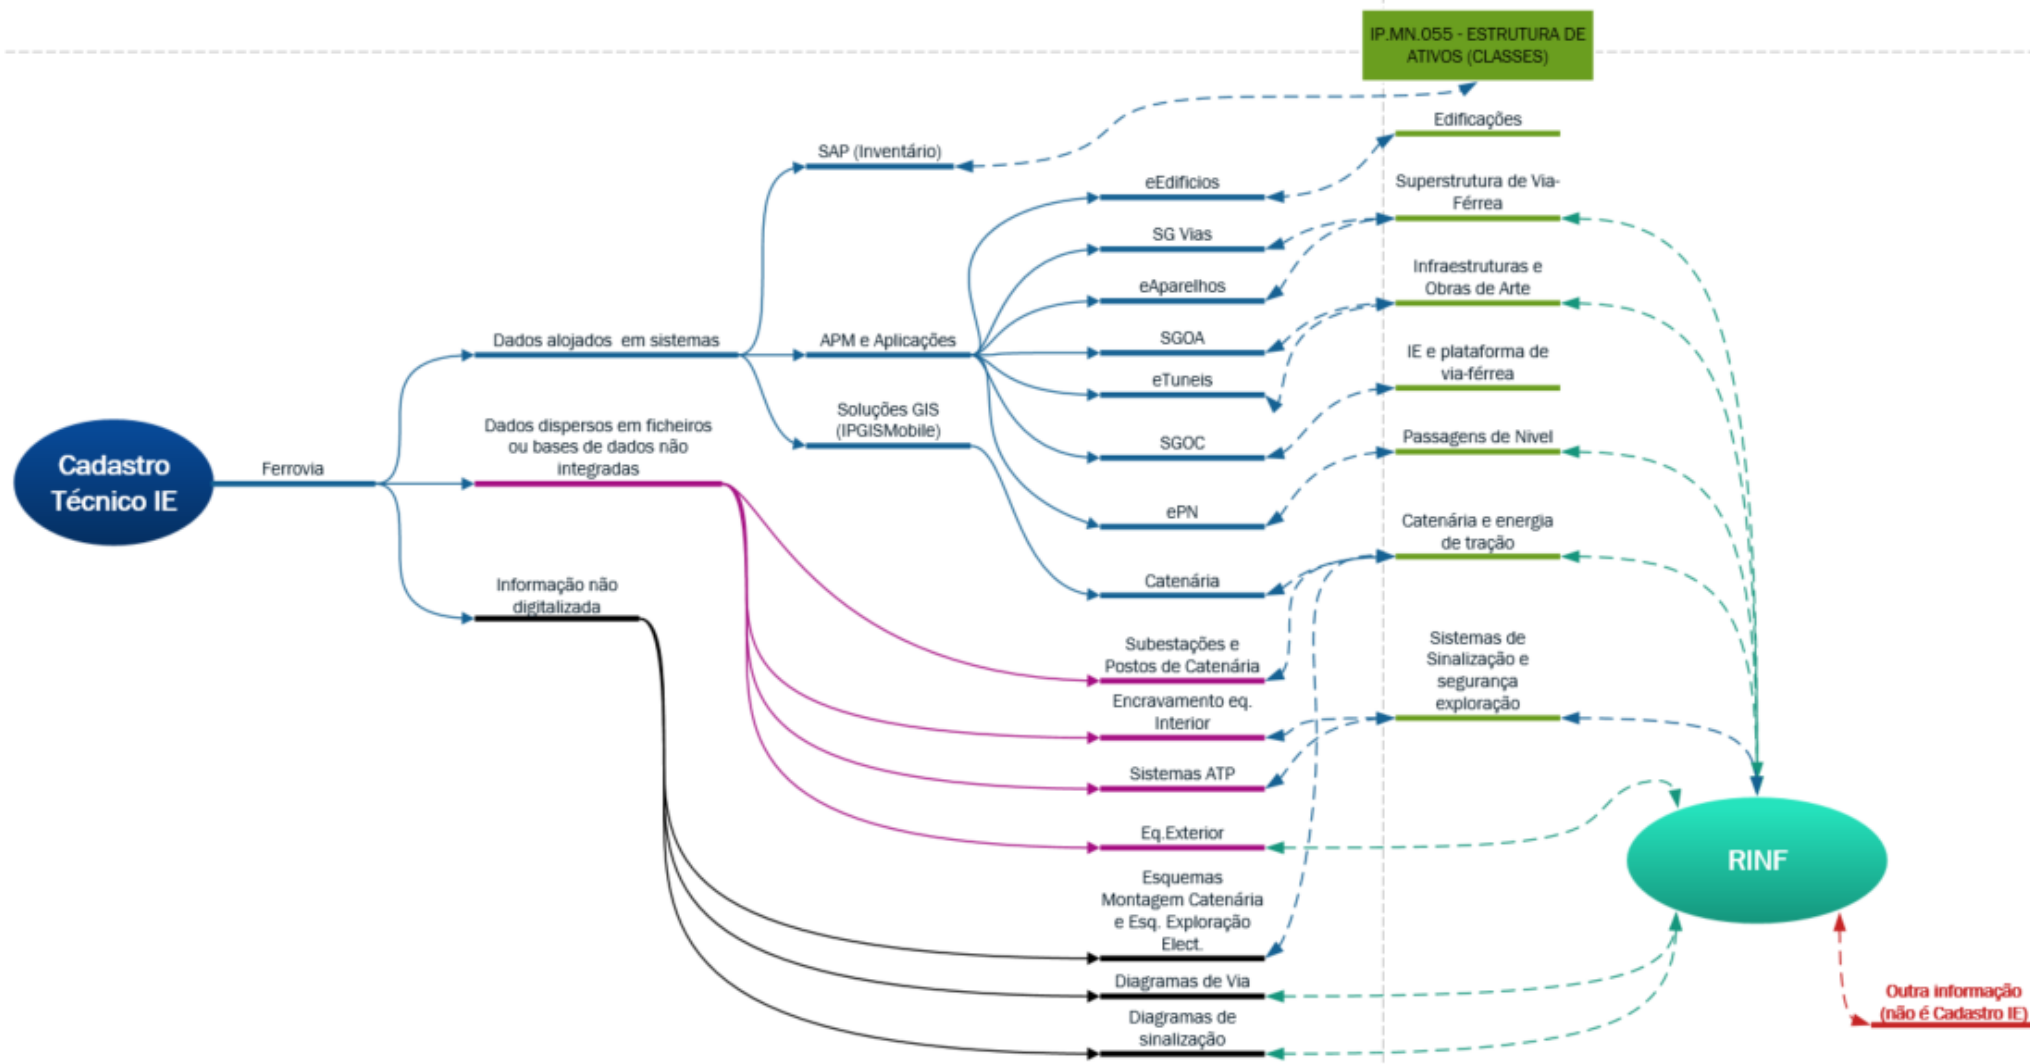 IP.MN.055 - ESTRUTURA DE
ATIVOS (CLASSES)
Edificações
SAP (Inventário)
eEdificios
Superstrutura de Via-
Férrea
SG Vias
Infraestruturas e
Obras de Arte
eAparelhos
Dados alojados em sistemas
APM e Aplicações
SGOA
IE e plataforma de
via-férrea
eTuneis
Soluções GIS
(IPGISMobile)
Dados dispersos em ficheiros
ou bases de dados não
integradas
SGOC
Passagens de Nivel
Cadastro
Técnico IE
Ferrovia
ePN
Catenária e energia
de tração
Informação não
digitalizada
Catenária
Subestações e
Postos de Catenária
Sistemas de
Sinalização e
segurança
exploração
Encravamento eq.
Interior
Sistemas ATP
Eq.Exterior
RINF
Esquemas
Montagem Catenária
e Esq. Exploração
Elect.
Diagramas de Via
Outra informação
(não é Cadastro IE)
Diagramas de
sinalização